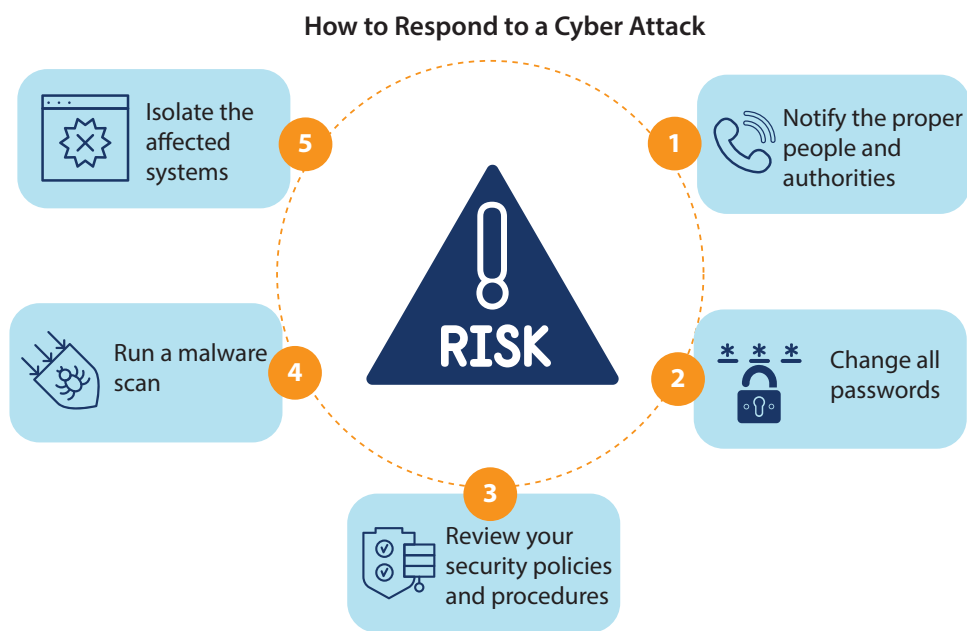 How to Respond to a Cyber Attack
1
Notify the proper
people and
authorities
2
* * *
Change all
passwords
3
Review your
security policies
and procedures
4
Run a malware
scan
5
Isolate the
affected
systems
RISK